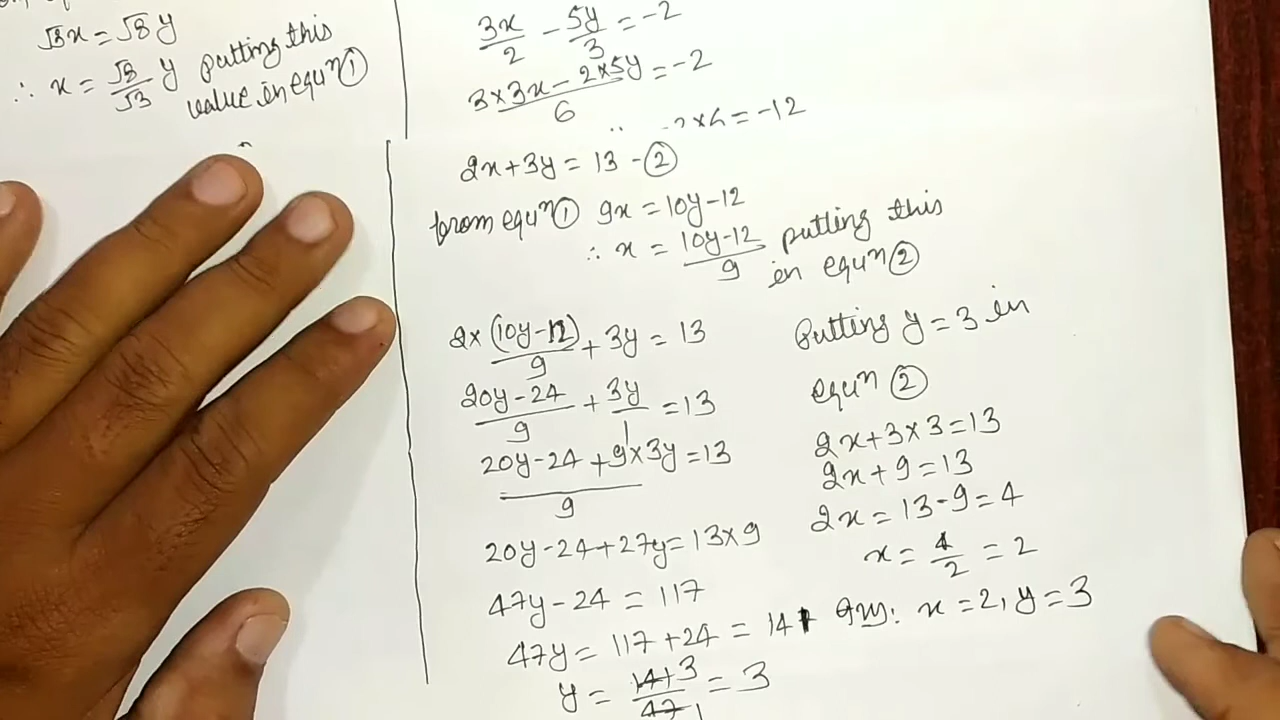 √3x = √8y
∴ x = √8/√3 y putting this
value in equⁿ ①
3x/2 - 5y/3 = -2
3×3x - 2×5y/6 = -2
= -12
2x+3y = 13 - ②
from equⁿ ① 9x = 10y-12
∴ x = 10y-12/9 putting this
in equⁿ ②
2×(10y-12)/9 + 3y = 13
20y-24/9 + 3y/1 = 13
20y-24+9×3y/9 = 13
20y-24+27y = 13×9
47y-24 = 117
47y = 117+24 = 141
y = 141/47 = 3
Putting y = 3 in
equⁿ ②
2x+3×3 = 13
2x+9 = 13
2x = 13-9 = 4
x = 4/2 = 2
Ans: x = 2, y = 3